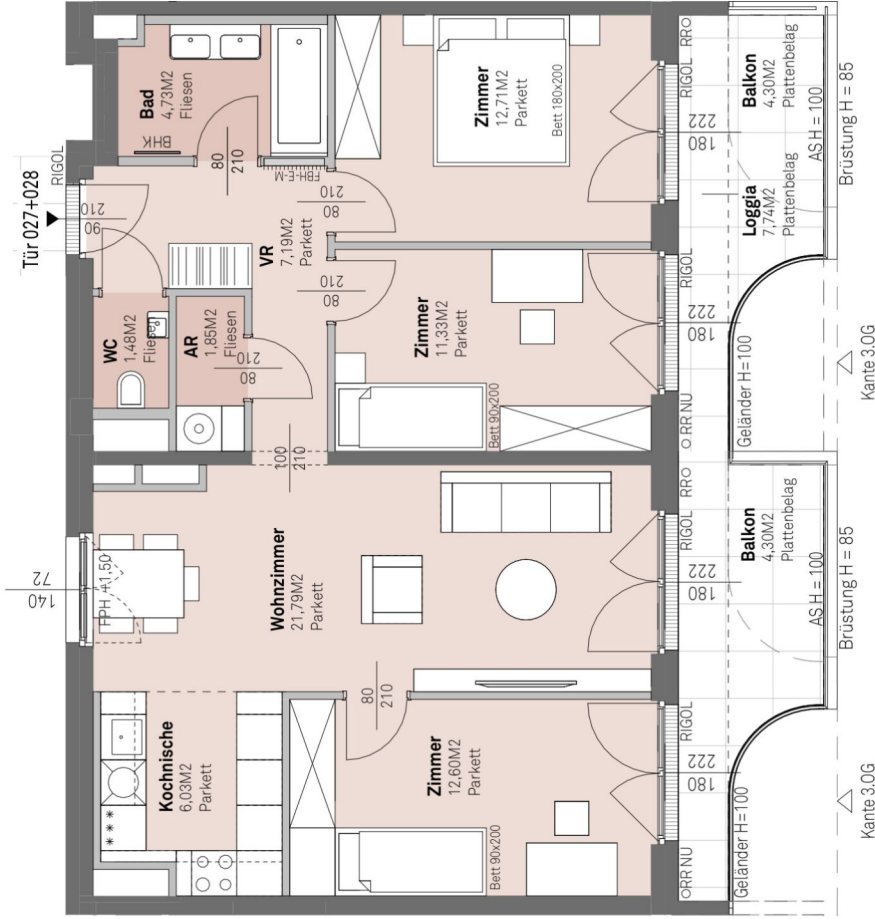 Tür 027+028
RIGOL
90
210
Bad
4,73M2
Fliesen
BHK
80
210
FBH-E-M
Zimmer
12,71M2
Parkett
Bett 180x200
80
210
RRO
RIGOL
180
222
Balkon
4,30M2
Plattenbelag
AS H = 100
Brüstung H = 85
Loggia
7,74M2
Plattenbelag
VR
7,19M2
Parkett
WC
1,48M2
Fliesen
AR
1,85M2
Fliesen
80
210
80
210
Zimmer
11,33M2
Parkett
Bett 90x200
RIGOL
180
222
ORR NU
Geländer H=100
Kante 3.OG
100
210
140
72
FPH +1,50
Wohnzimmer
21,79M2
Parkett
RRO
RIGOL
180
222
Balkon
4,30M2
Plattenbelag
AS H = 100
Brüstung H = 85
80
210
Kochnische
6,03M2
Parkett
***
Zimmer
12,60M2
Parkett
Bett 90x200
RIGOL
180
222
ORR NU
Geländer H=100
Kante 3.OG